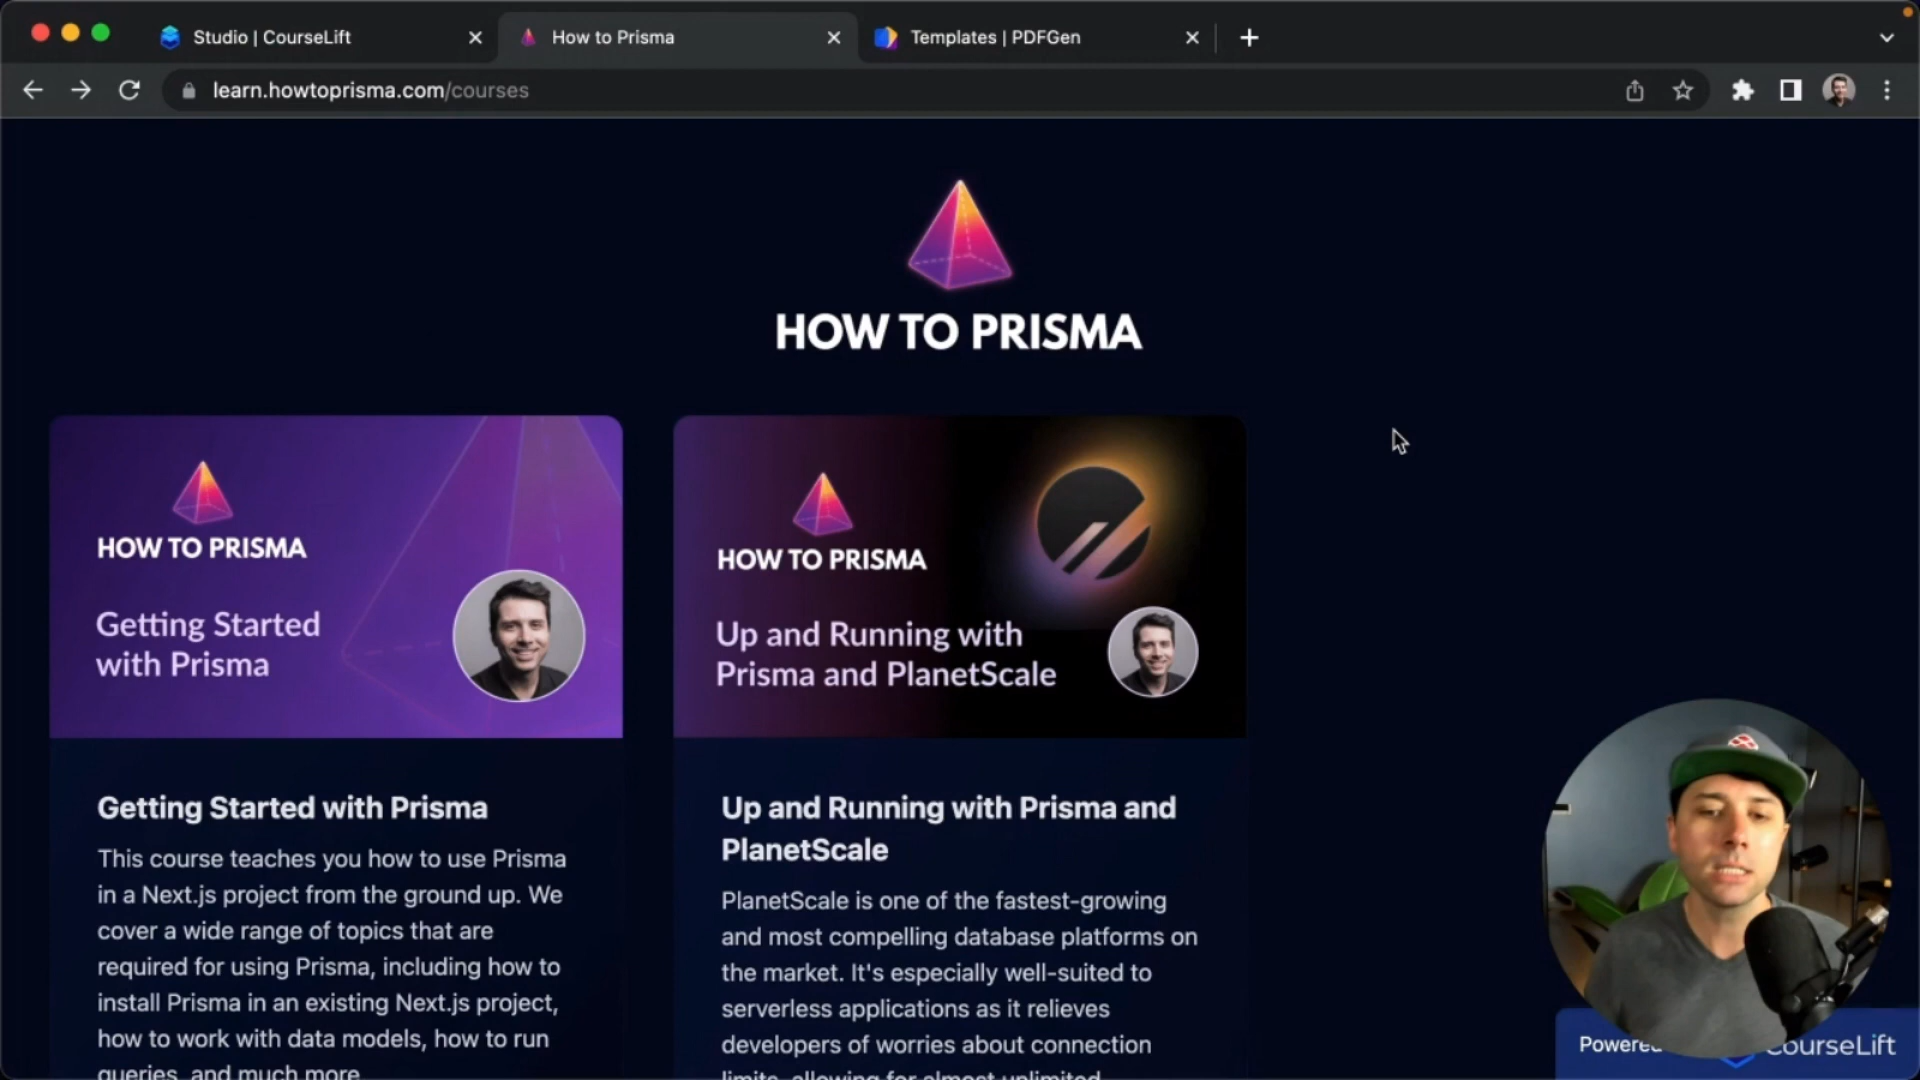 Studio | CourseLift
How to Prisma
Templates | PDFGen
learn.howtoprisma.com/courses
HOW TO PRISMA
HOW TO PRISMA
Getting Started
with Prisma
Getting Started with Prisma
This course teaches you how to use Prisma
in a Next.js project from the ground up. We
cover a wide range of topics that are
required for using Prisma, including how to
install Prisma in an existing Next.js project,
how to work with data models, how to run
queries, and much more.
HOW TO PRISMA
Up and Running with
Prisma and PlanetScale
Up and Running with Prisma and
PlanetScale
PlanetScale is one of the fastest-growing
and most compelling database platforms on
the market. It's especially well-suited to
serverless applications as it relieves
developers of worries about connection
limits, allowing for almost unlimited
Powered CourseLift